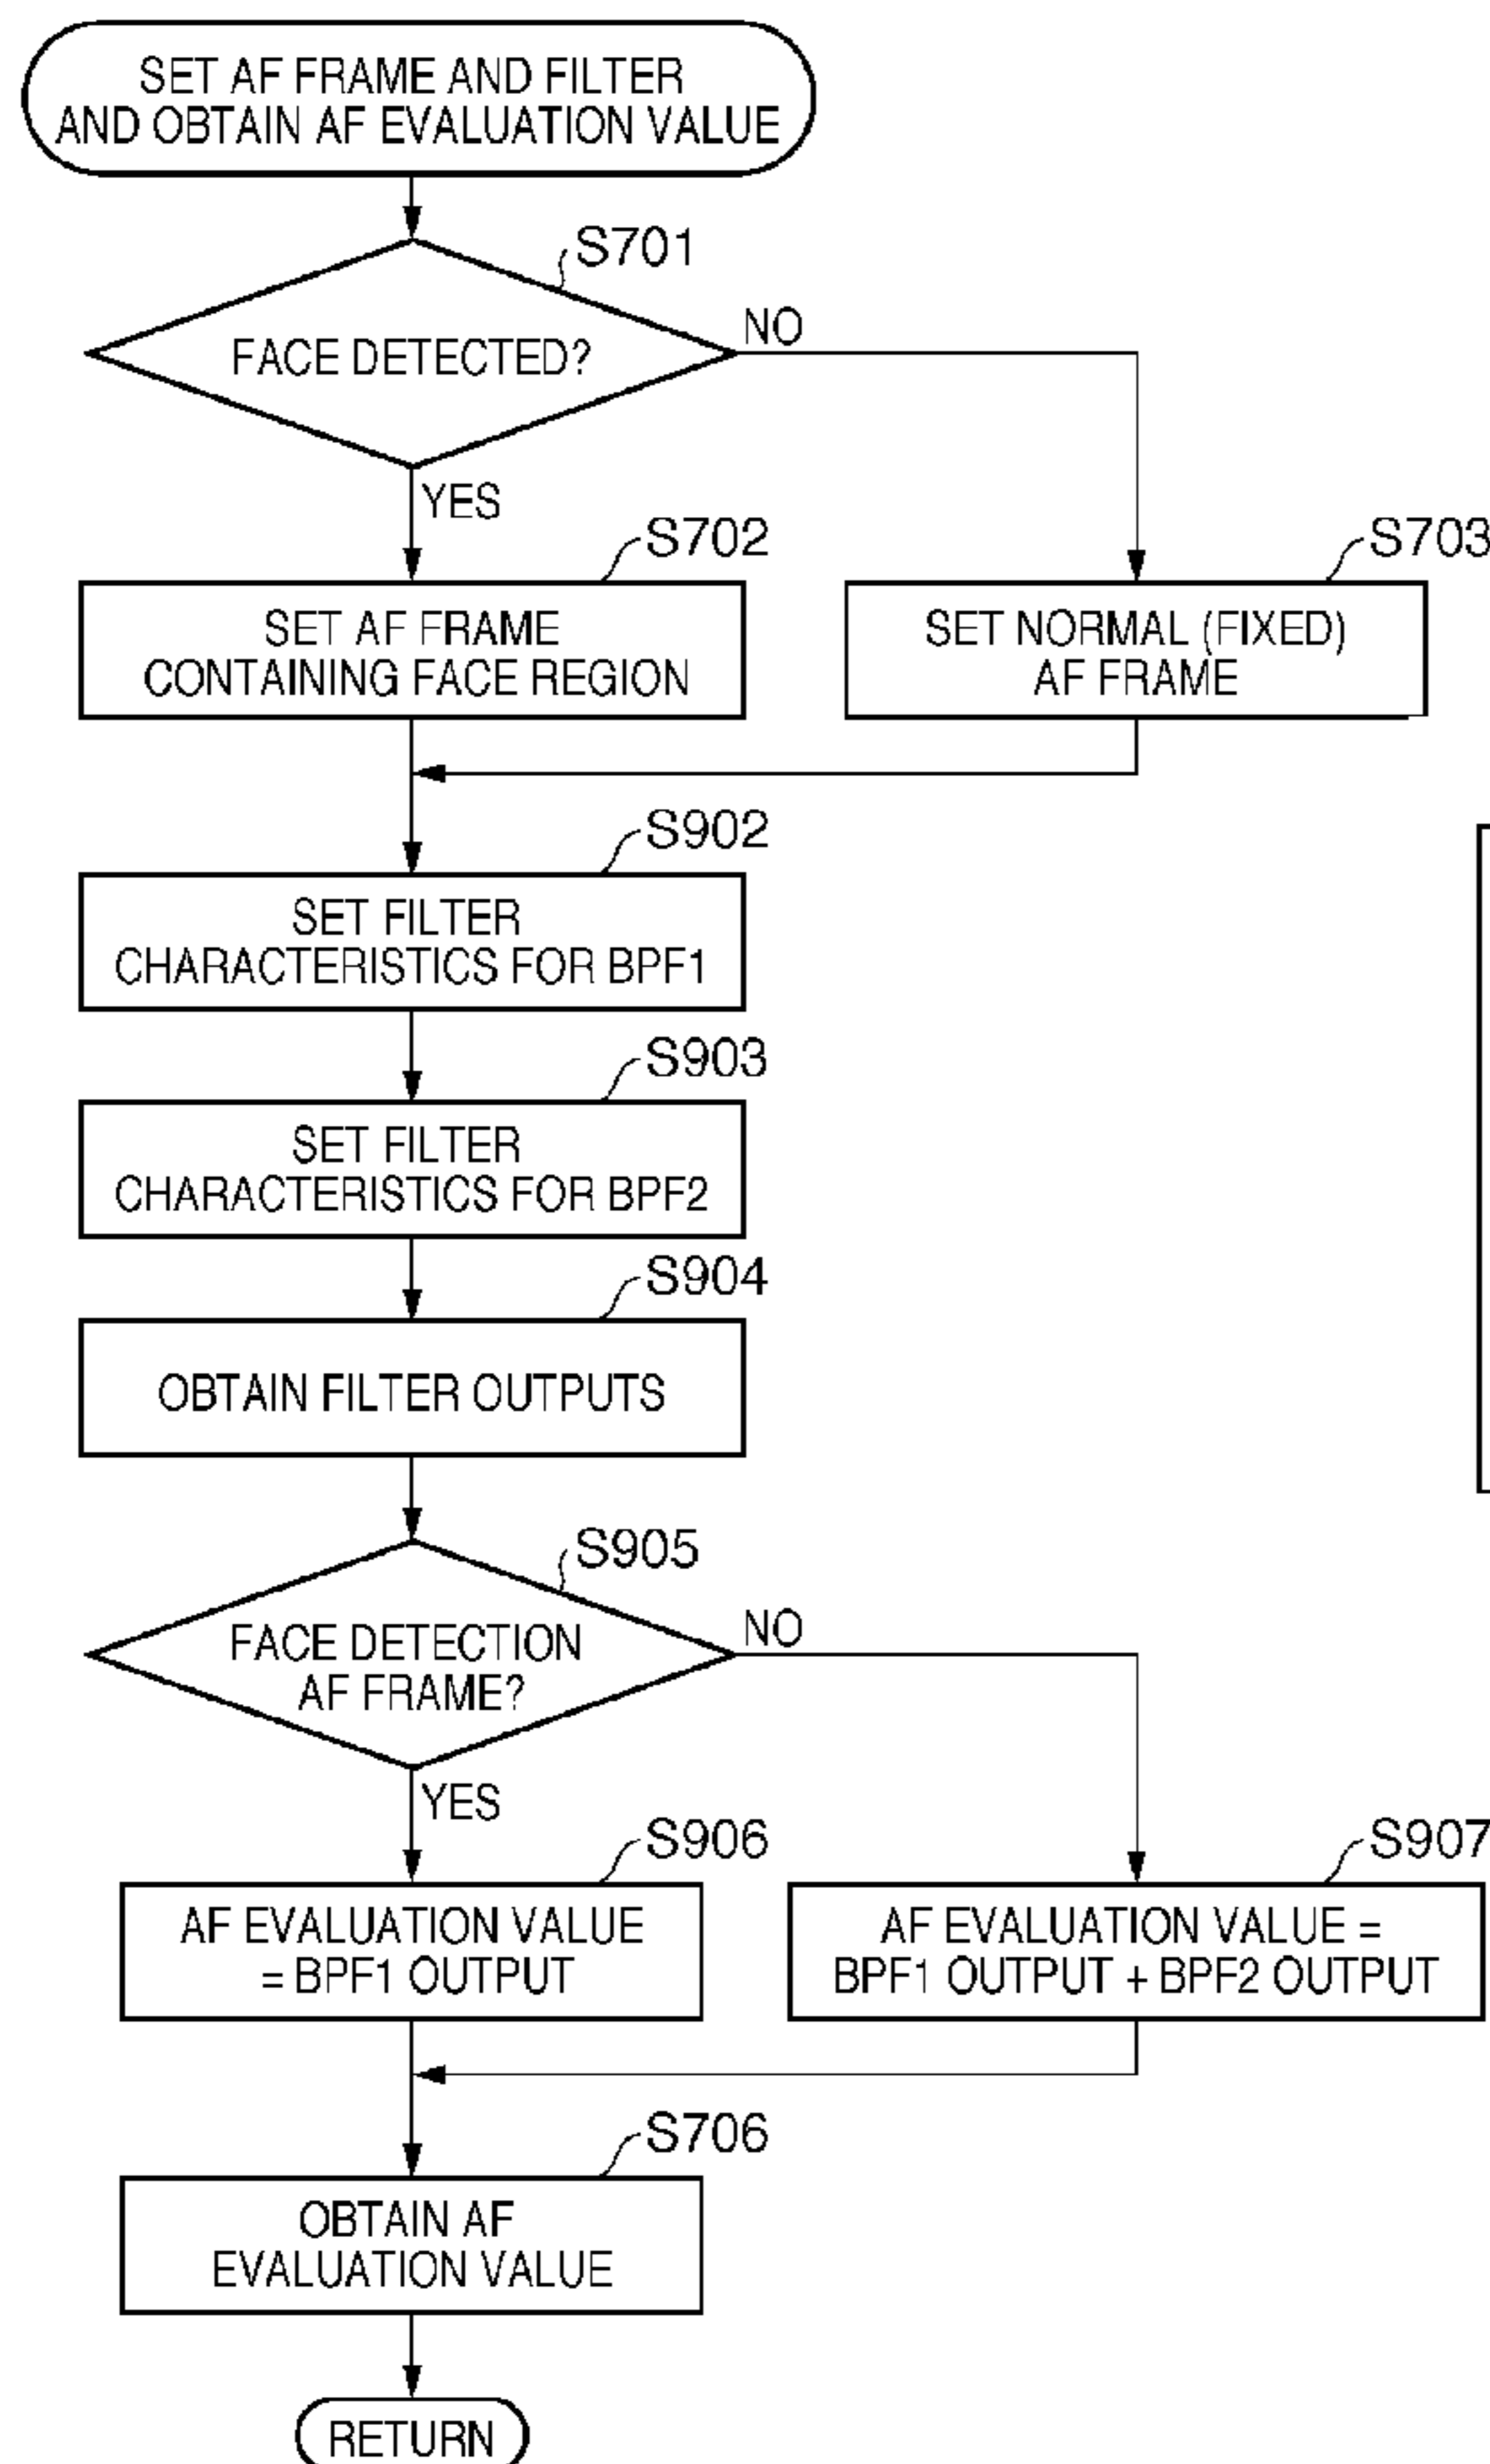 SET AF FRAME AND FILTER
AND OBTAIN AF EVALUATION VALUE
S701
FACE DETECTED?
NO
YES
S702
SET AF FRAME
CONTAINING FACE REGION
S703
SET NORMAL (FIXED)
AF FRAME
S902
SET FILTER
CHARACTERISTICS FOR BPF1
S903
SET FILTER
CHARACTERISTICS FOR BPF2
S904
OBTAIN FILTER OUTPUTS
S905
FACE DETECTION
AF FRAME?
NO
YES
S906
AF EVALUATION VALUE
= BPF1 OUTPUT
S907
AF EVALUATION VALUE =
BPF1 OUTPUT + BPF2 OUTPUT
S706
OBTAIN AF
EVALUATION VALUE
RETURN